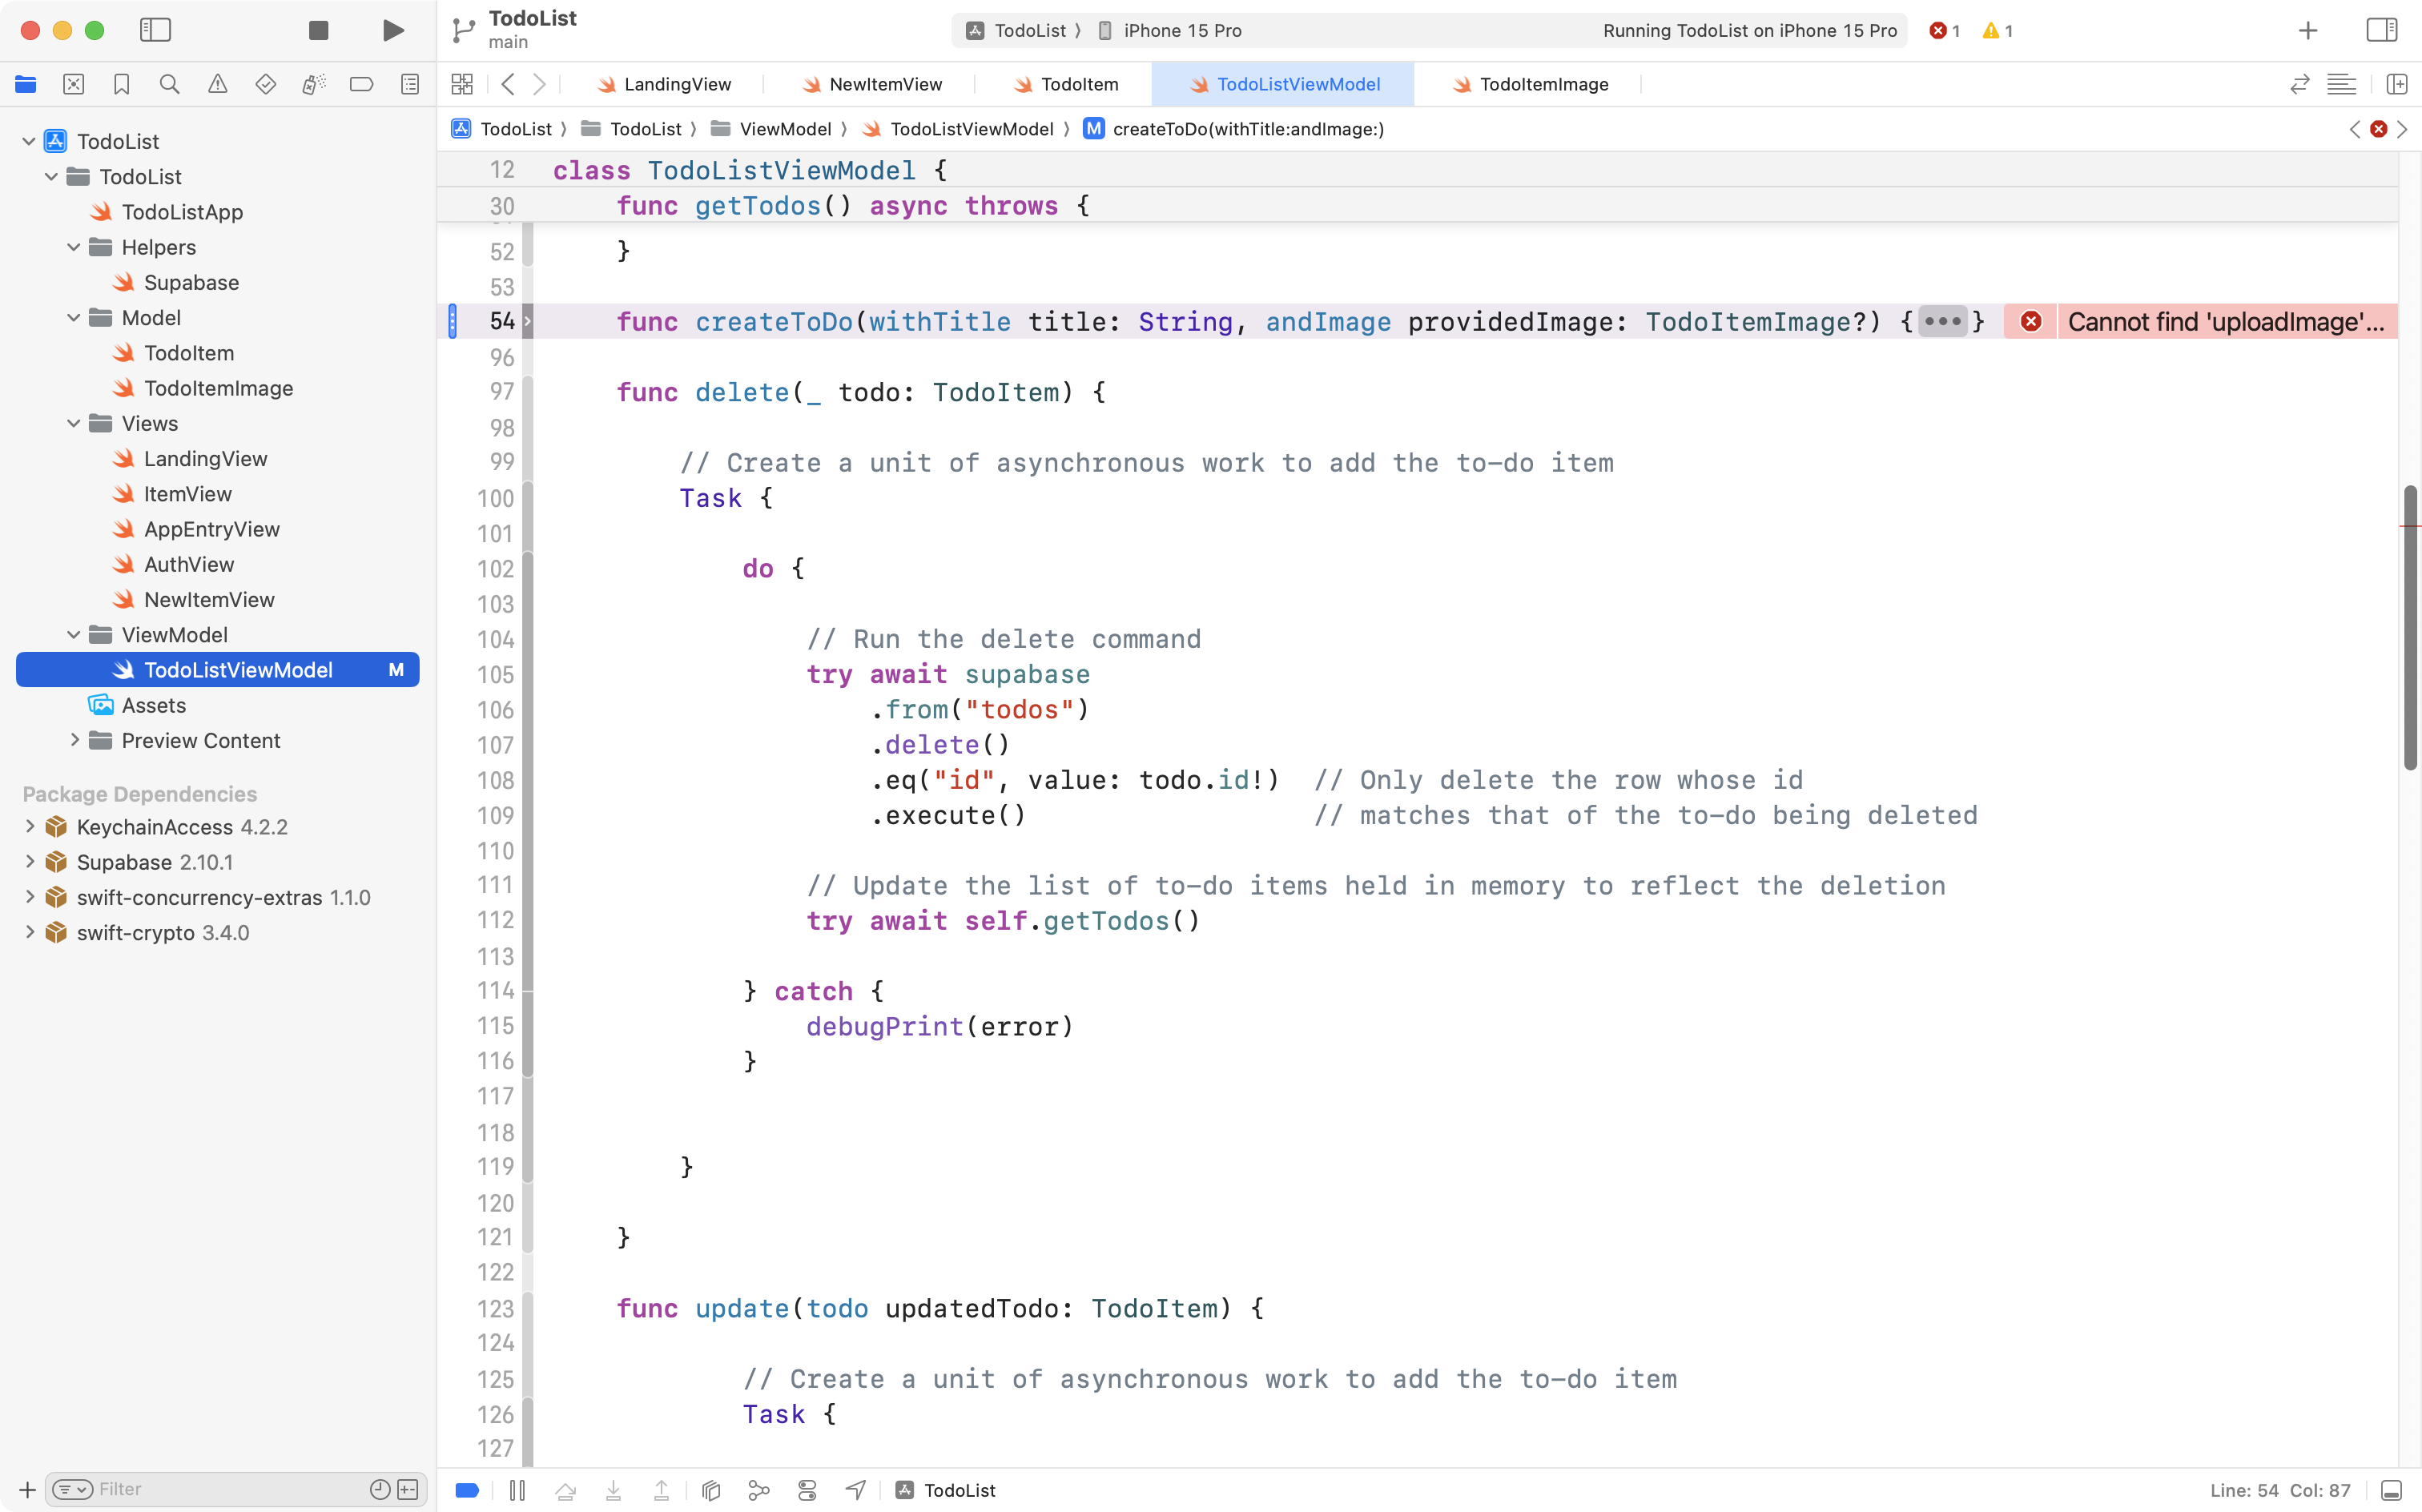 TodoList
main
TodoList 〉 iPhone 15 Pro
Running TodoList on iPhone 15 Pro
1
1
LandingView
NewItemView
TodoItem
TodoListViewModel
TodoItemImage
TodoList 〉 TodoList 〉 ViewModel 〉 TodoListViewModel 〉 M createToDo(withTitle:andImage:)
TodoList
TodoList
TodoListApp
Helpers
Supabase
Model
TodoItem
TodoItemImage
Views
LandingView
ItemView
AppEntryView
AuthView
NewItemView
ViewModel
TodoListViewModel M
Assets
Preview Content
Package Dependencies
KeychainAccess 4.2.2
Supabase 2.10.1
swift-concurrency-extras 1.1.0
swift-crypto 3.4.0
Filter
12 class TodoListViewModel {
30 func getTodos() async throws {
52 }
53
54 func createToDo(withTitle title: String, andImage providedImage: TodoItemImage?) {•••} Cannot find 'uploadImage'...
96
97 func delete(_ todo: TodoItem) {
98
99 // Create a unit of asynchronous work to add the to-do item
100 Task {
101
102 do {
103
104 // Run the delete command
105 try await supabase
106 .from("todos")
107 .delete()
108 .eq("id", value: todo.id!) // Only delete the row whose id
109 .execute() // matches that of the to-do being deleted
110
111 // Update the list of to-do items held in memory to reflect the deletion
112 try await self.getTodos()
113
114 } catch {
115 debugPrint(error)
116 }
117
118
119 }
120
121 }
122
123 func update(todo updatedTodo: TodoItem) {
124
125 // Create a unit of asynchronous work to add the to-do item
126 Task {
127
TodoList
Line: 54 Col: 87